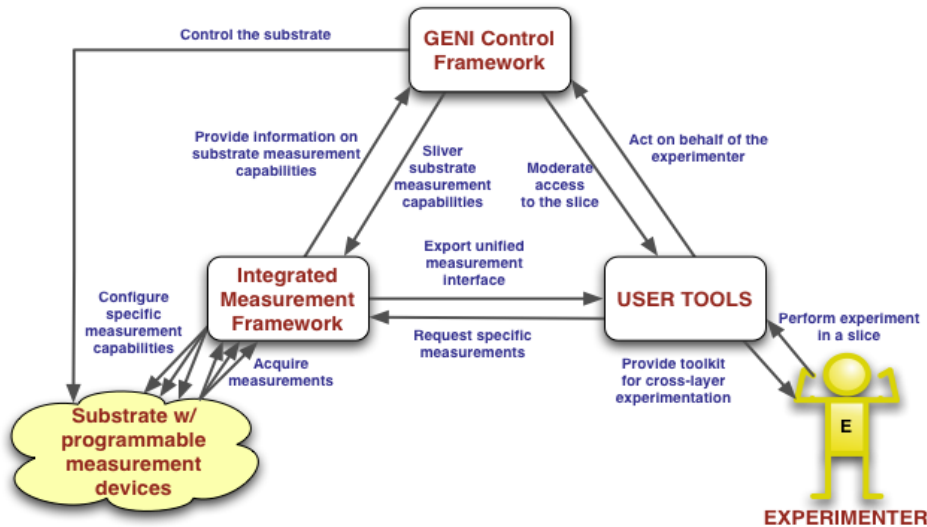 Control the substrate
GENI Control
Framework
Provide information on
substrate measurement
capabilities
Sliver
substrate
measurement
capabilities
Moderate
access
to the slice
Act on behalf of the
experimenter
Export unified
measurement
interface
Integrated
Measurement
Framework
USER TOOLS
Configure
specific
measurement
capabilities
Acquire
measurements
Request specific
measurements
Perform experiment
in a slice
Provide toolkit
for cross-layer
experimentation
Substrate w/
programmable
measurement
devices
E
EXPERIMENTER